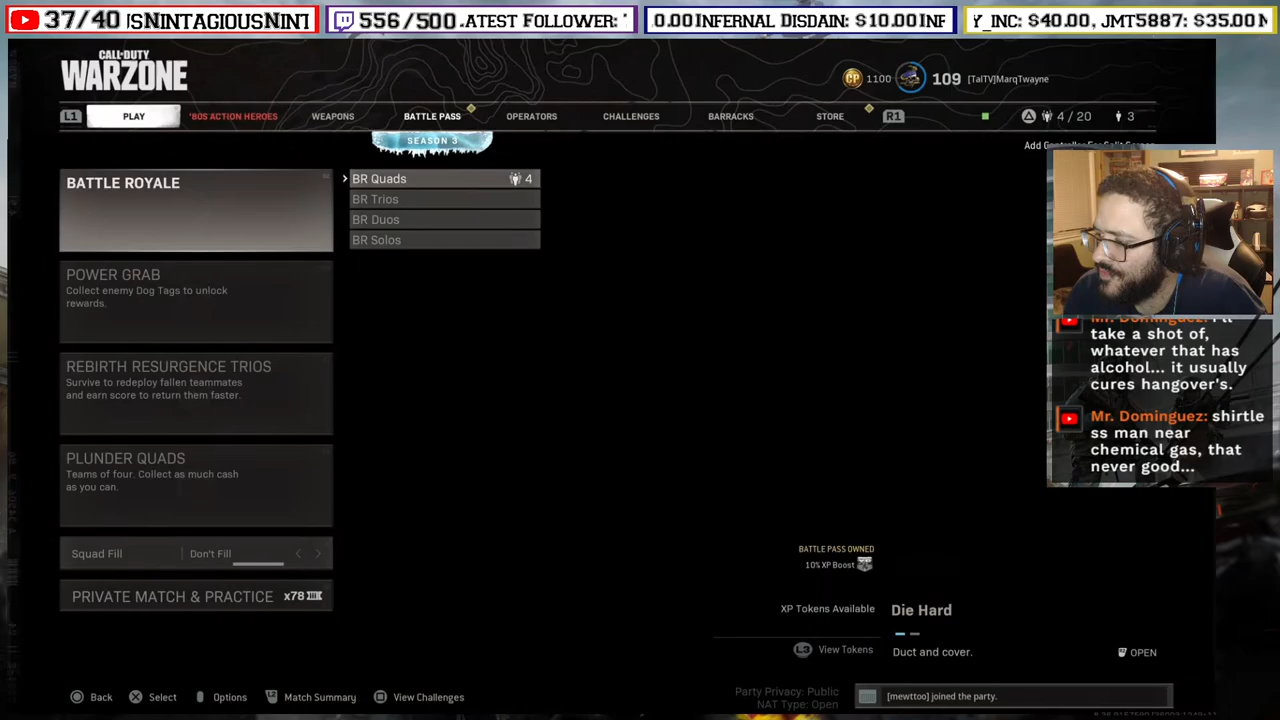 37/40
SNINTAGIOUSNINT
556/500
ATEST FOLLOWER:
0.00INFERNAL DISDAIN: $10.00INF
Y_INC: $40.00, JMT5887: $35.00
CALL OF DUTY
WARZONE
1100
109
[TalTV]MarqTwayne
L1
PLAY
'80S ACTION HEROES
WEAPONS
BATTLE PASS
OPERATORS
CHALLENGES
BARRACKS
STORE
R1
4 / 20
3
SEASON 3
BATTLE ROYALE
BR Quads
4
BR Trios
BR Duos
BR Solos
POWER GRAB
Collect enemy Dog Tags to unlock
rewards.
REBIRTH RESURGENCE TRIOS
Survive to redeploy fallen teammates
and earn score to return them faster.
PLUNDER QUADS
Teams of four. Collect as much cash
as you can.
Squad Fill
Don't Fill
PRIVATE MATCH & PRACTICE
x78
Mr. Dominguez: I'll
take a shot of,
whatever that has
alcohol... it usually
cures hangover's.
Mr. Dominguez: shirtle
ss man near
chemical gas, that
never good...
BATTLE PASS OWNED
10% XP Boost
XP Tokens Available
L3
View Tokens
Die Hard
Duct and cover.
OPEN
Back
Select
Options
Match Summary
View Challenges
Party Privacy: Public
NAT Type: Open
[mewttoo] joined the party.